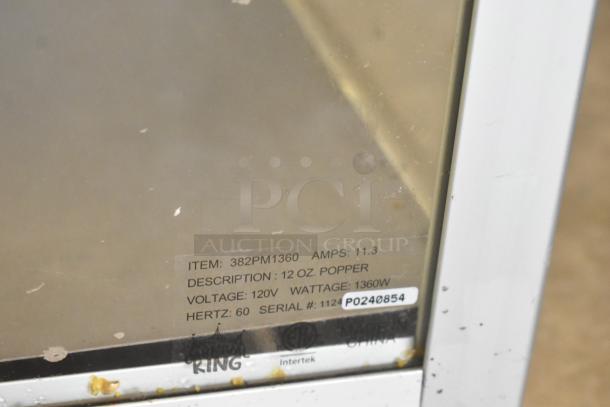 PCi
AUCTION GROUP
ITEM: 382PM1360 AMPS: 11.3
DESCRIPTION : 12 OZ. POPPER
VOLTAGE: 120V WATTAGE: 1360W
HERTZ: 60 SERIAL #: 1124 P0240854
KING
Intertek
CHINA